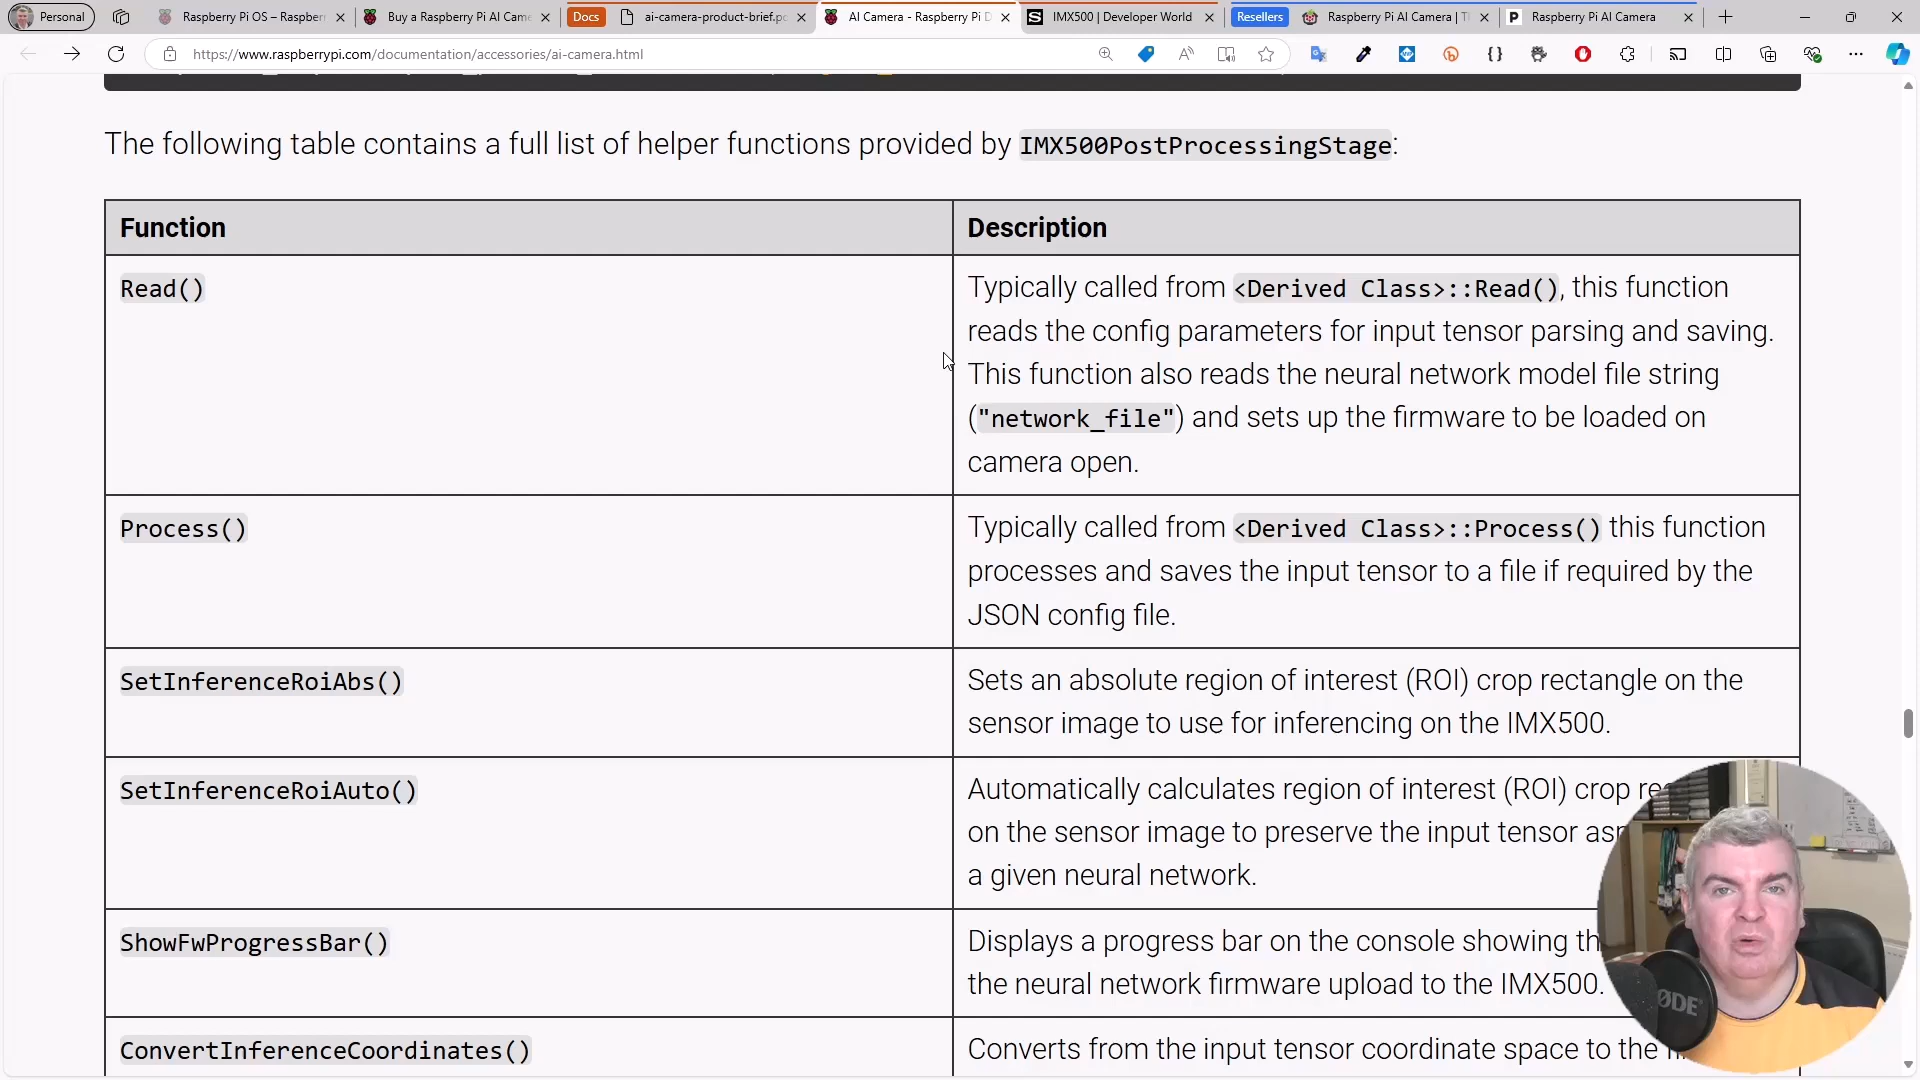 Personal
Raspberry Pi OS – Raspber
Buy a Raspberry Pi AI Came
Docs
ai-camera-product-brief.pd
AI Camera - Raspberry Pi D
IMX500 | Developer World
Resellers
Raspberry Pi AI Camera | T
Raspberry Pi AI Camera
https://www.raspberrypi.com/documentation/accessories/ai-camera.html
The following table contains a full list of helper functions provided by IMX500PostProcessingStage:
Function
Description
Read()
Typically called from <Derived Class>::Read(), this function
reads the config parameters for input tensor parsing and saving.
This function also reads the neural network model file string
("network_file") and sets up the firmware to be loaded on
camera open.
Process()
Typically called from <Derived Class>::Process() this function
processes and saves the input tensor to a file if required by the
JSON config file.
SetInferenceRoiAbs()
Sets an absolute region of interest (ROI) crop rectangle on the
sensor image to use for inferencing on the IMX500.
SetInferenceRoiAuto()
Automatically calculates region of interest (ROI) crop rec
on the sensor image to preserve the input tensor asp
a given neural network.
ShowFwProgressBar()
Displays a progress bar on the console showing th
the neural network firmware upload to the IMX500.
ConvertInferenceCoordinates()
Converts from the input tensor coordinate space to the
RØDE